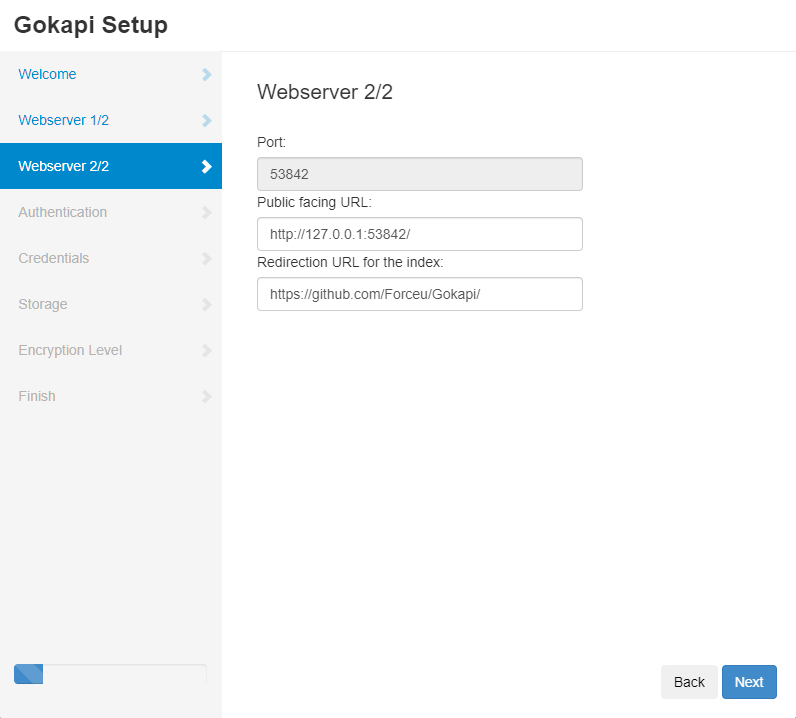 Gokapi Setup
Welcome
Webserver 1/2
Webserver 2/2
Authentication
Credentials
Storage
Encryption Level
Finish
Webserver 2/2
Port:
53842
Public facing URL:
http://127.0.0.1:53842/
Redirection URL for the index:
https://github.com/Forceu/Gokapi/
Back
Next